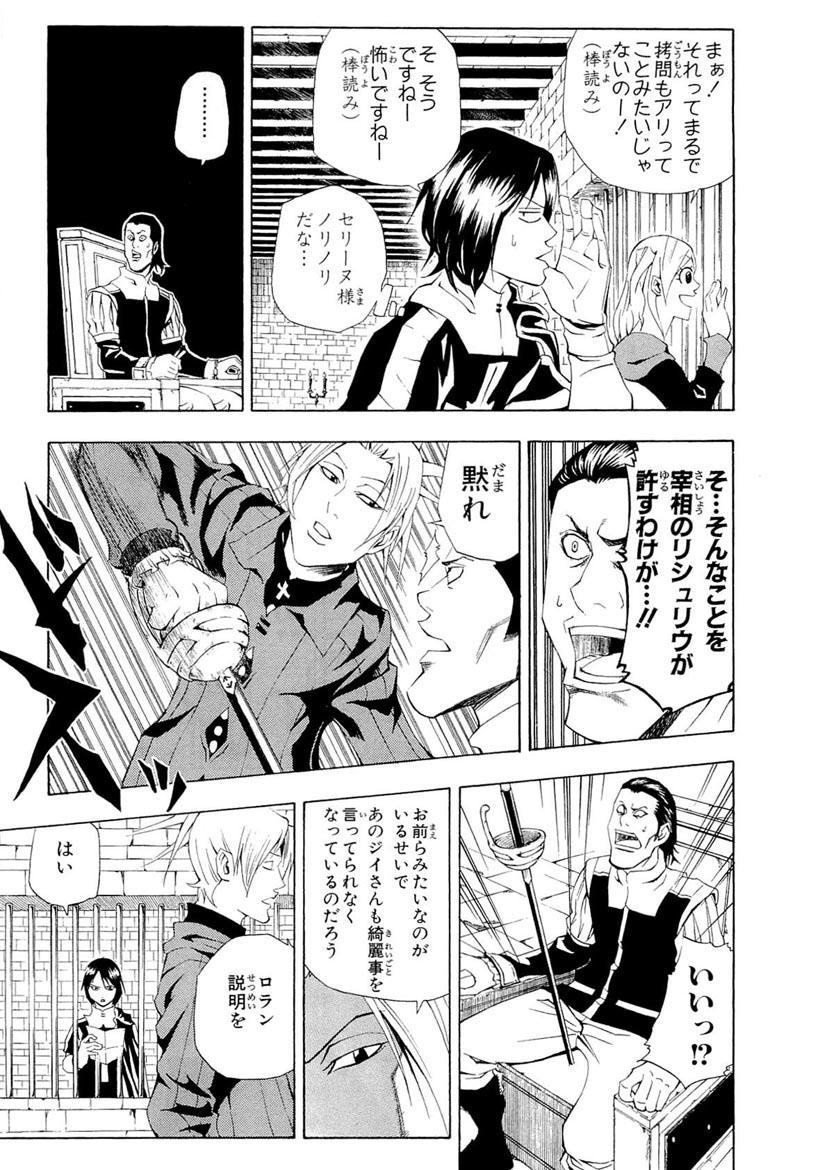 まぁ!
それってまるで
拷問もアリって
ことみたいじゃ
ないのー!
(棒読み)
そ そう
ですねー
怖いですねー
(棒読み)
セリーヌ様
ノリノリ
だな…
………
そ…そんなことを
宰相のリシュリウが
許すわけが…!!
黙れ
いいっ!?
お前らみたいなのが
いるせいで
あのジイさんも綺麗事を
言ってられなく
なっているのだろう
ロラン
説明を
はい